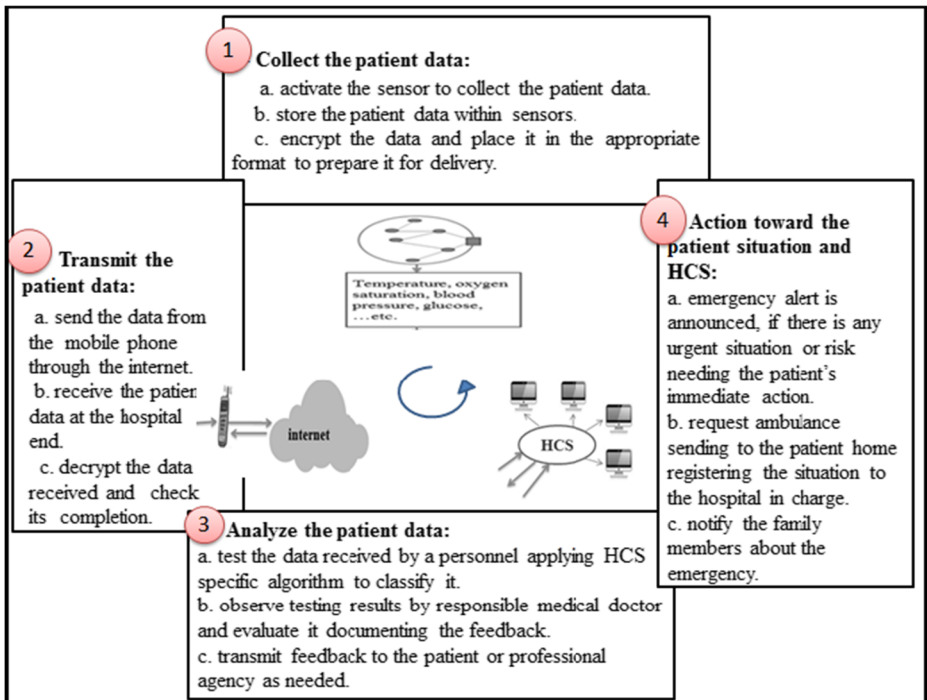 1
Collect the patient data:
a. activate the sensor to collect the patient data.
b. store the patient data within sensors.
c. encrypt the data and place it in the appropriate
format to prepare it for delivery.
2
Transmit the
patient data:
a. send the data from
the mobile phone
through the internet.
b. receive the patien
data at the hospital
end.
c. decrypt the data
received and check
its completion.
Temperature, oxygen
saturation, blood
pressure, glucose,
...etc.
internet
HCS
3
Analyze the patient data:
a. test the data received by a personnel applying HCS
specific algorithm to classify it.
b. observe testing results by responsible medical doctor
and evaluate it documenting the feedback.
c. transmit feedback to the patient or professional
agency as needed.
4
Action toward the
patient situation and
HCS:
a. emergency alert is
announced, if there is any
urgent situation or risk
needing the patient's
immediate action.
b. request ambulance
sending to the patient home
registering the situation to
the hospital in charge.
c. notify the family
members about the
emergency.